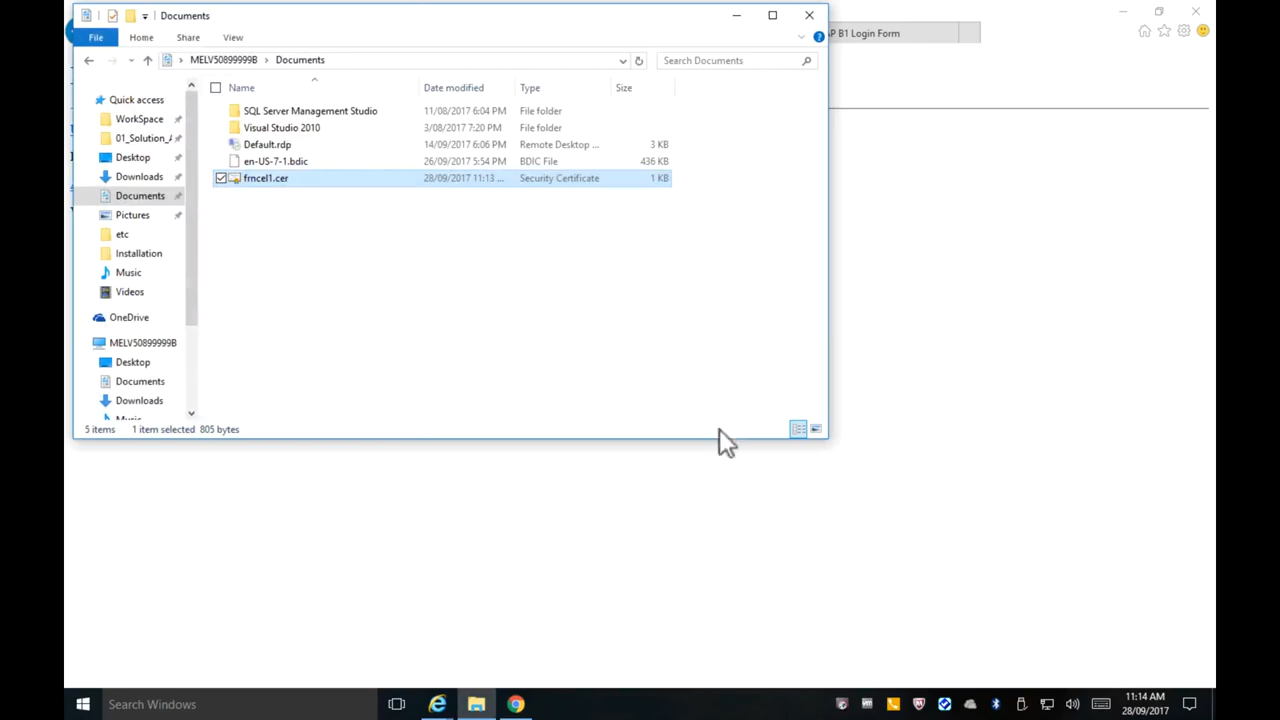 Documents
AP B1 Login Form
File Home Share View
MELV50899999B Documents
Search Documents
Name Date modified Type Size
Quick access
WorkSpace
01_Solution_A
Desktop
Downloads
Documents
Pictures
etc
Installation
Music
Videos
OneDrive
MELV50899999B
Desktop
Documents
Downloads
Music
SQL Server Management Studio 11/08/2017 6:04 PM File folder
Visual Studio 2010 3/08/2017 7:20 PM File folder
Default.rdp 14/09/2017 6:06 PM Remote Desktop ... 3 KB
en-US-7-1.bdic 26/09/2017 5:54 PM BDIC File 436 KB
frncel1.cer 28/09/2017 11:13 ... Security Certificate 1 KB
5 items 1 item selected 805 bytes
Search Windows
11:14 AM
28/09/2017